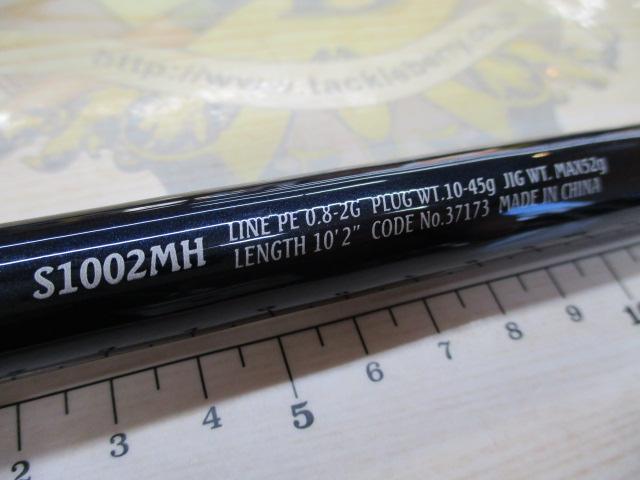 http://www.tackleberry.co.
S1002MH
LINE PE 0.8-2G PLUG WT.10-45g JIG WT. MAX52g
LENGTH 10' 2" CODE No.37173 MADE IN CHINA
2 3 4 5 6 7 8 9 10